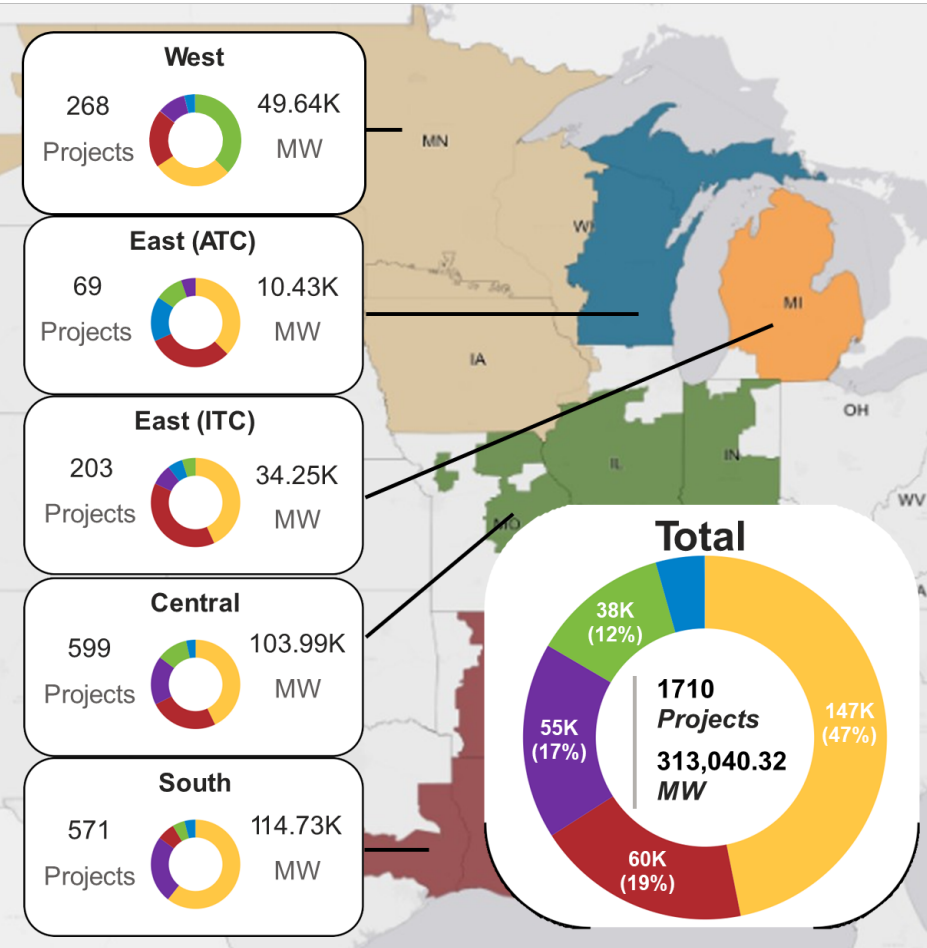 West
268
Projects
49.64K
MW
East (ATC)
69
Projects
10.43K
MW
East (ITC)
203
Projects
34.25K
MW
Central
599
Projects
103.99K
MW
South
571
Projects
114.73K
MW
MN
WI
MI
IA
IL
IN
OH
WV
MO
Total
38K
(12%)
147K
(47%)
55K
(17%)
60K
(19%)
1710
Projects
313,040.32
MW